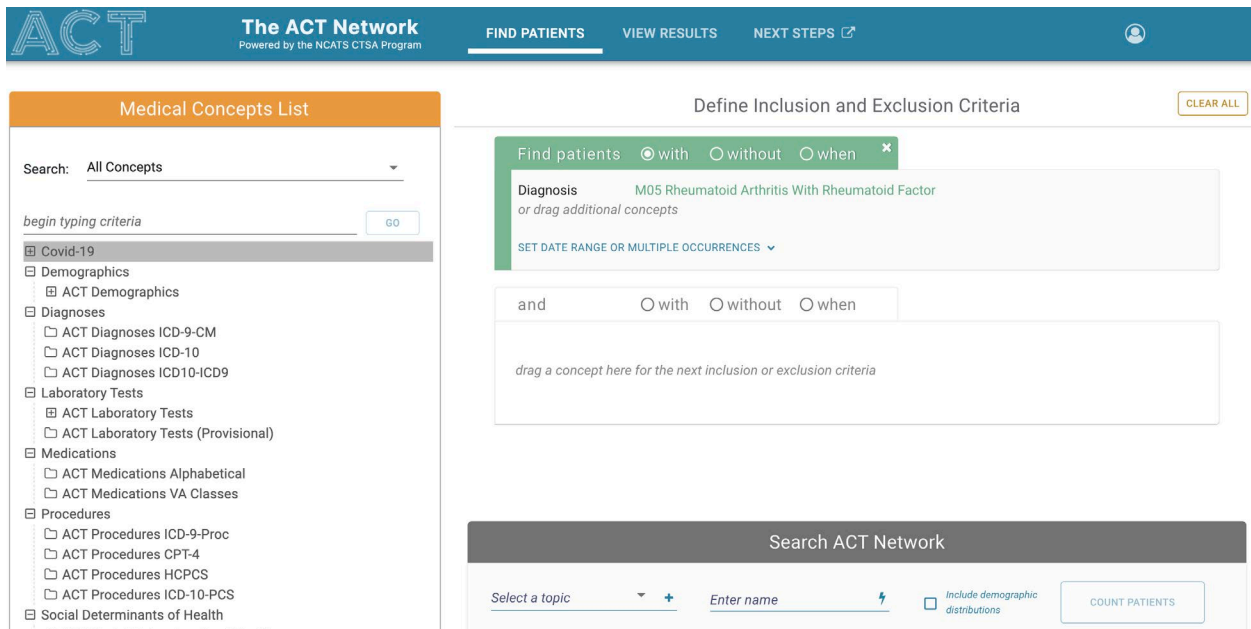 ACT
The ACT Network
Powered by the NCATS CTSA Program
FIND PATIENTS
VIEW RESULTS
NEXT STEPS
Medical Concepts List
Search: All Concepts
begin typing criteria
GO
Covid-19
Demographics
ACT Demographics
Diagnoses
ACT Diagnoses ICD-9-CM
ACT Diagnoses ICD-10
ACT Diagnoses ICD10-ICD9
Laboratory Tests
ACT Laboratory Tests
ACT Laboratory Tests (Provisional)
Medications
ACT Medications Alphabetical
ACT Medications VA Classes
Procedures
ACT Procedures ICD-9-Proc
ACT Procedures CPT-4
ACT Procedures HCPCS
ACT Procedures ICD-10-PCS
Social Determinants of Health
Define Inclusion and Exclusion Criteria
CLEAR ALL
Find patients with without when
Diagnosis M05 Rheumatoid Arthritis With Rheumatoid Factor
or drag additional concepts
SET DATE RANGE OR MULTIPLE OCCURRENCES
and with without when
drag a concept here for the next inclusion or exclusion criteria
Search ACT Network
Select a topic
Enter name
Include demographic
distributions
COUNT PATIENTS